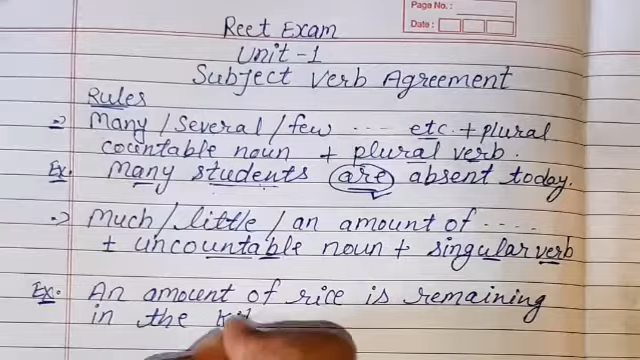 Page No. :
Date :
Reet Exam
Unit -1
Subject Verb Agreement
Rules
=> Many / Several / few ---- etc. + plural
countable noun + plural verb.
Ex. Many students are absent today.
-> Much / little / an amount of ----
+ uncountable noun + singular verb
Ex. An amount of rice is remaining
in the